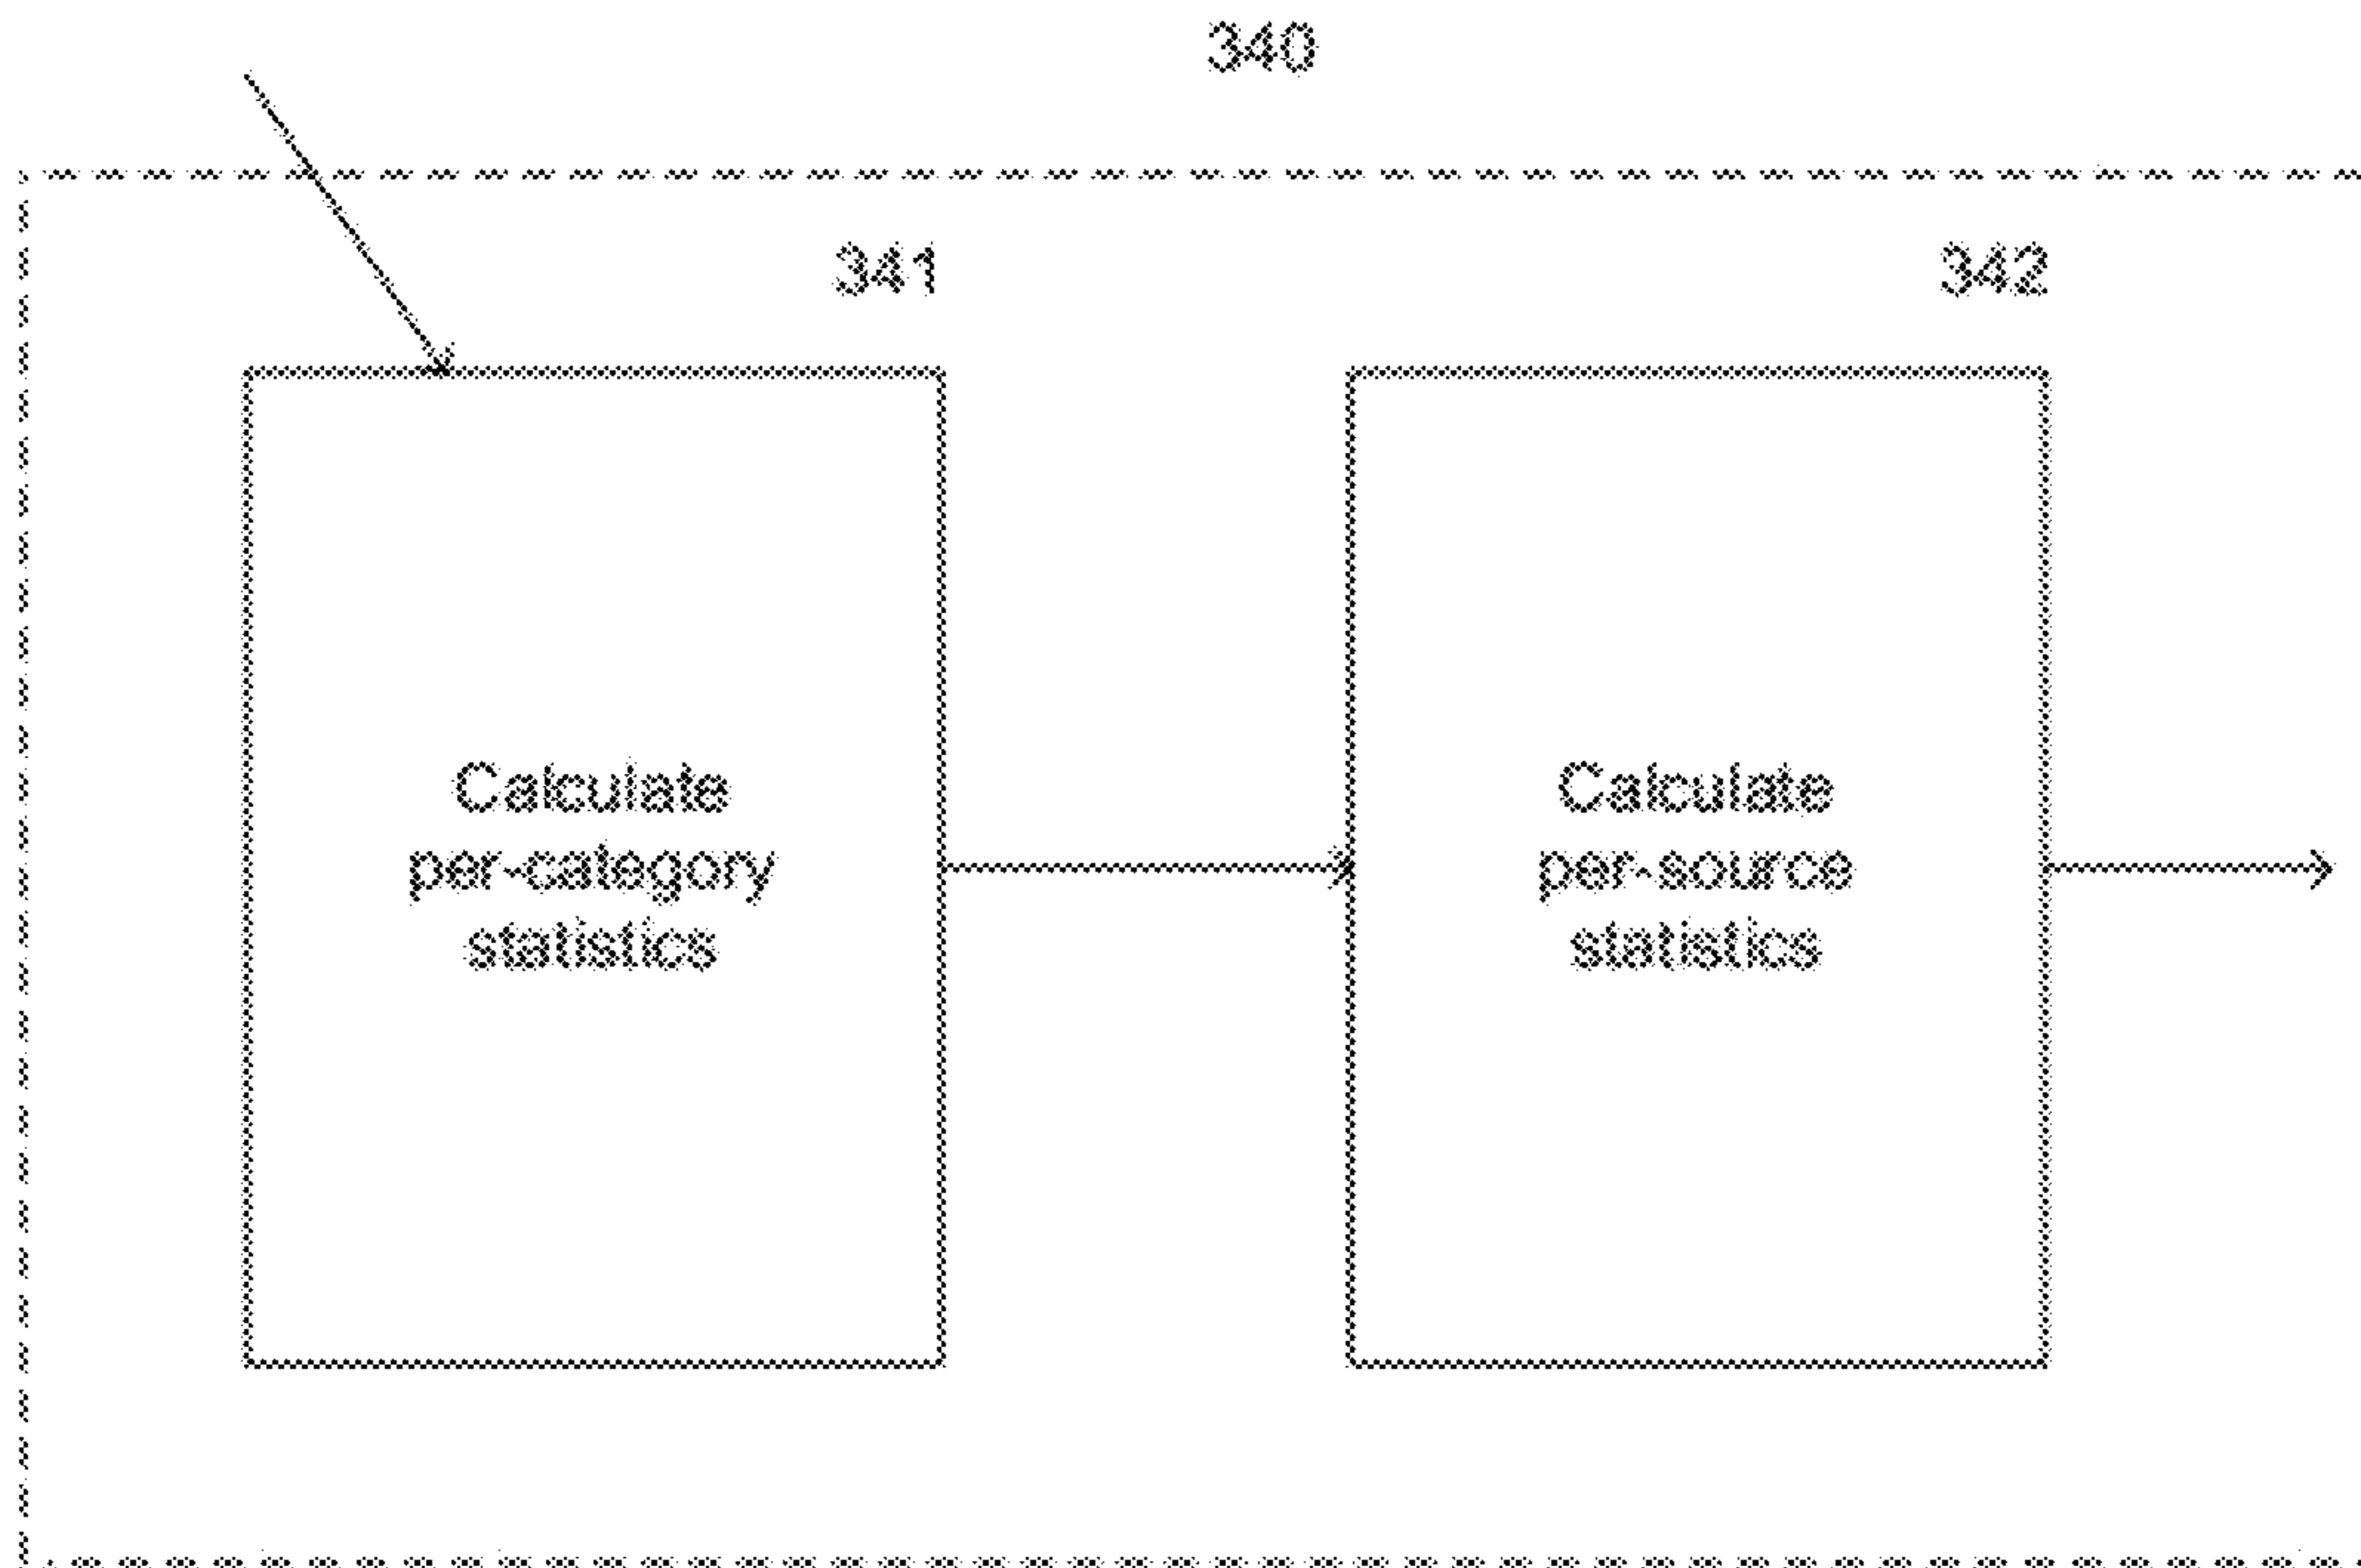 340
341
342
Calculate
per-category
statistics
Calculate
per-source
statistics